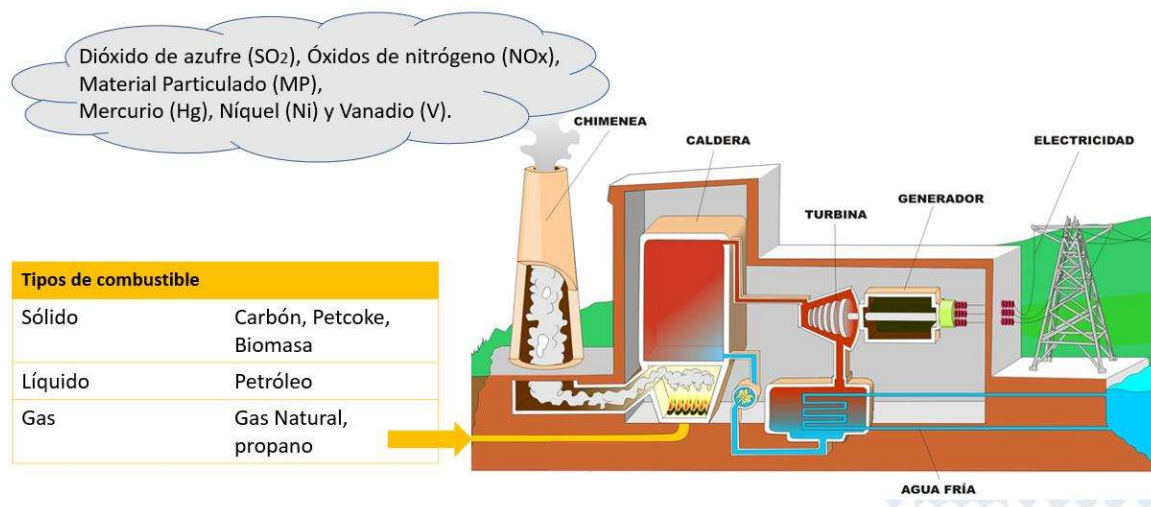 Dióxido de azufre (SO2), Óxidos de nitrógeno (NOx),
Material Particulado (MP),
Mercurio (Hg), Níquel (Ni) y Vanadio (V).
CHIMENEA
CALDERA
ELECTRICIDAD
GENERADOR
TURBINA
Tipos de combustible
Sólido Carbón, Petcoke,
Biomasa
Líquido Petróleo
Gas Gas Natural,
propano
AGUA FRÍA